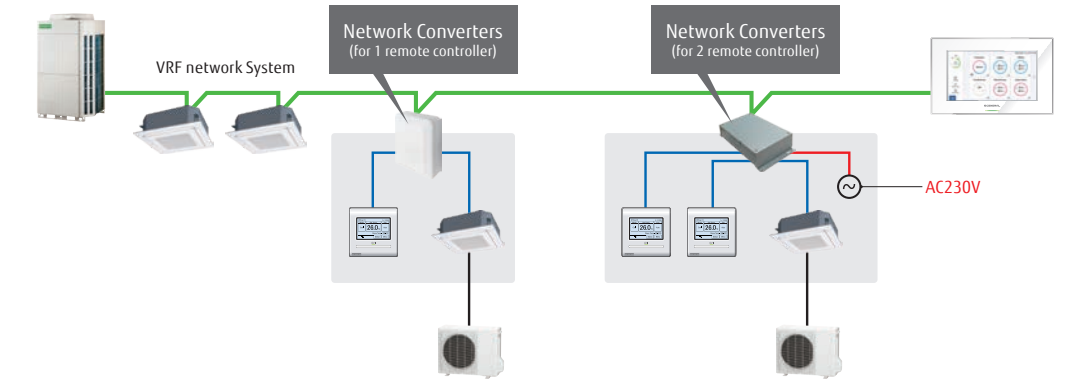 Network Converters
(for 1 remote controller)
Network Converters
(for 2 remote controller)
VRF network System
AC230V
26.0
26.0
26.0